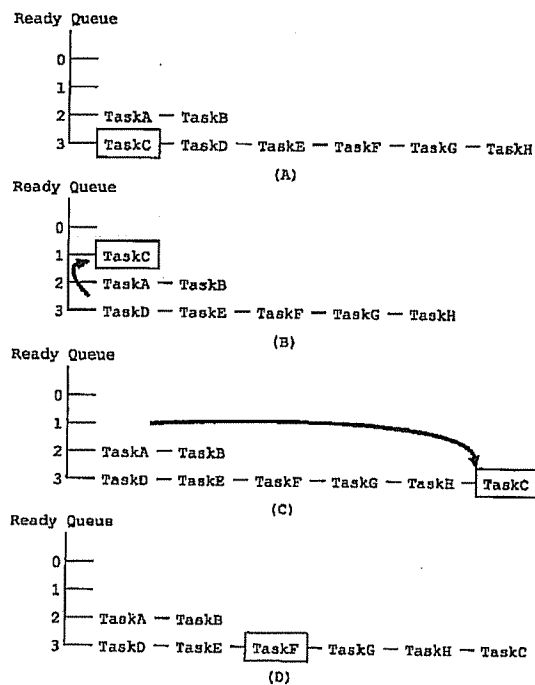 Ready Queue
0
1
2 TaskA — TaskB
3 TaskC — TaskD — TaskE — TaskF — TaskG — TaskH
(A)
Ready Queue
0
1 TaskC
2 TaskA — TaskB
3 TaskD — TaskE — TaskF — TaskG — TaskH
(B)
Ready Queue
0
1
2 TaskA — TaskB
3 TaskD — TaskE — TaskF — TaskG — TaskH — TaskC
(C)
Ready Queue
0
1
2 TaskA — TaskB
3 TaskD — TaskE — TaskF — TaskG — TaskH — TaskC
(D)